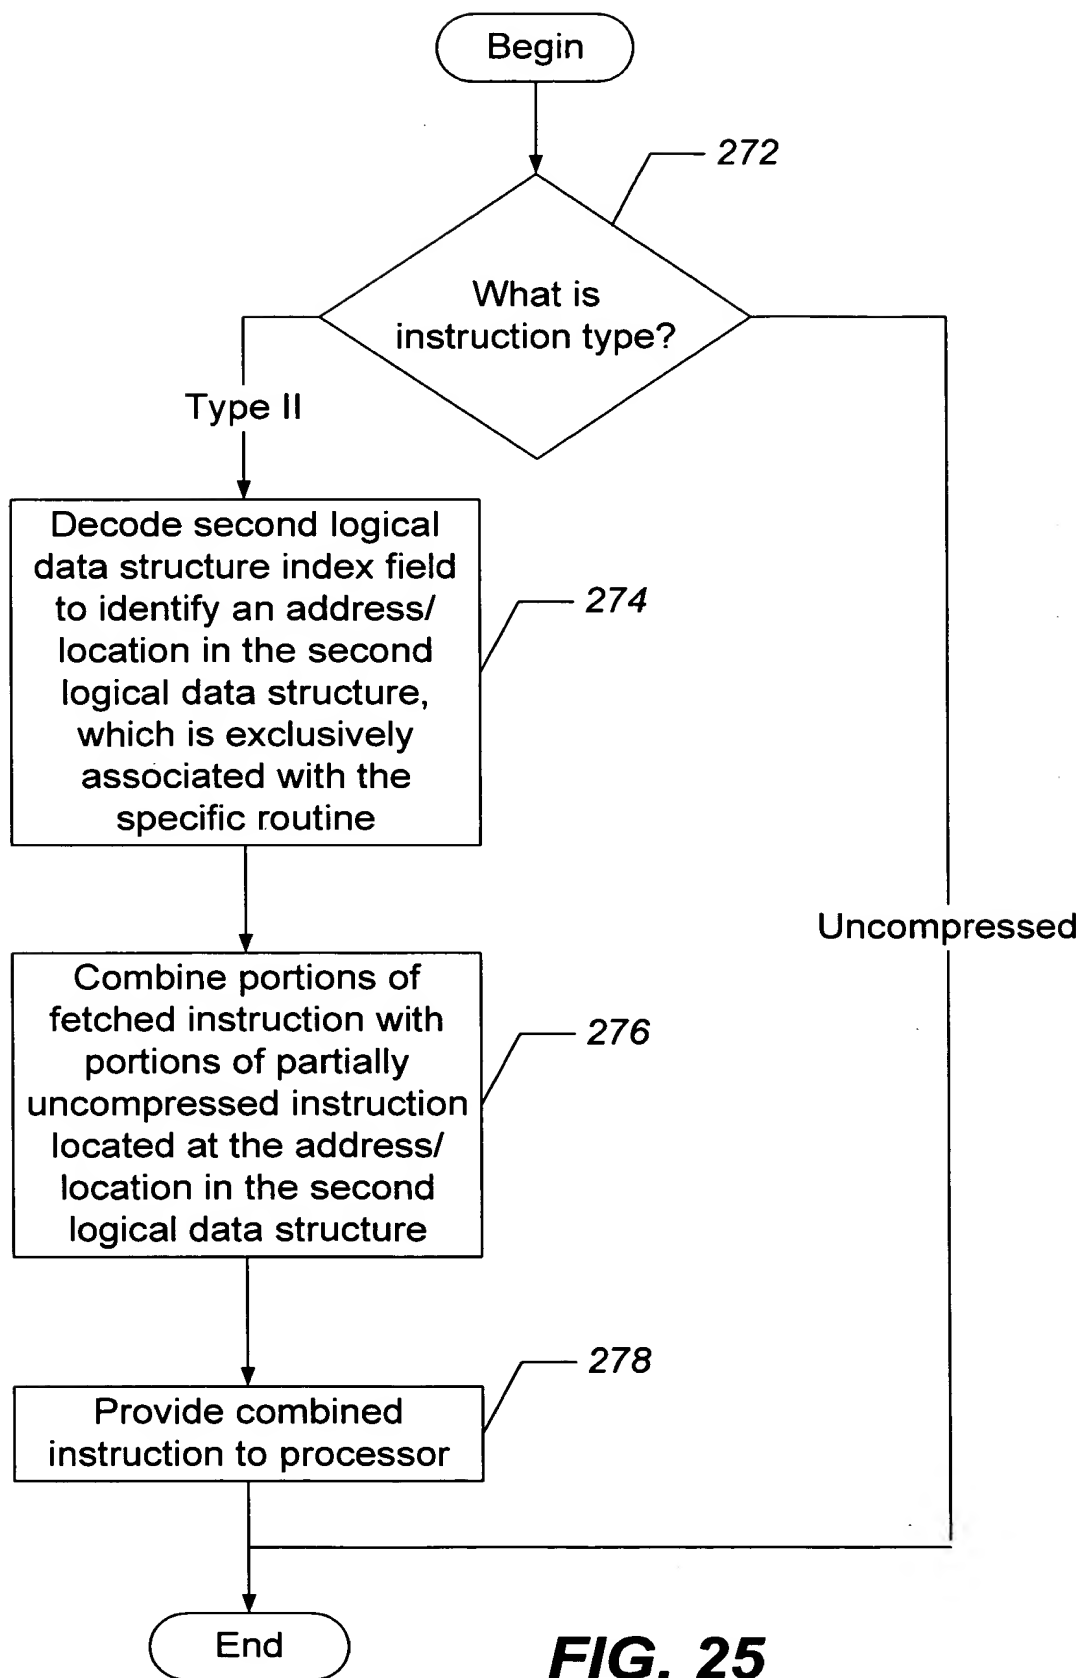 Begin
272
What is
instruction type?
Type II
Decode second logical
data structure index field
to identify an address/
location in the second
logical data structure,
which is exclusively
associated with the
specific routine
274
Uncompressed
Combine portions of
fetched instruction with
portions of partially
uncompressed instruction
located at the address/
location in the second
logical data structure
276
Provide combined
instruction to processor
278
End
FIG. 25